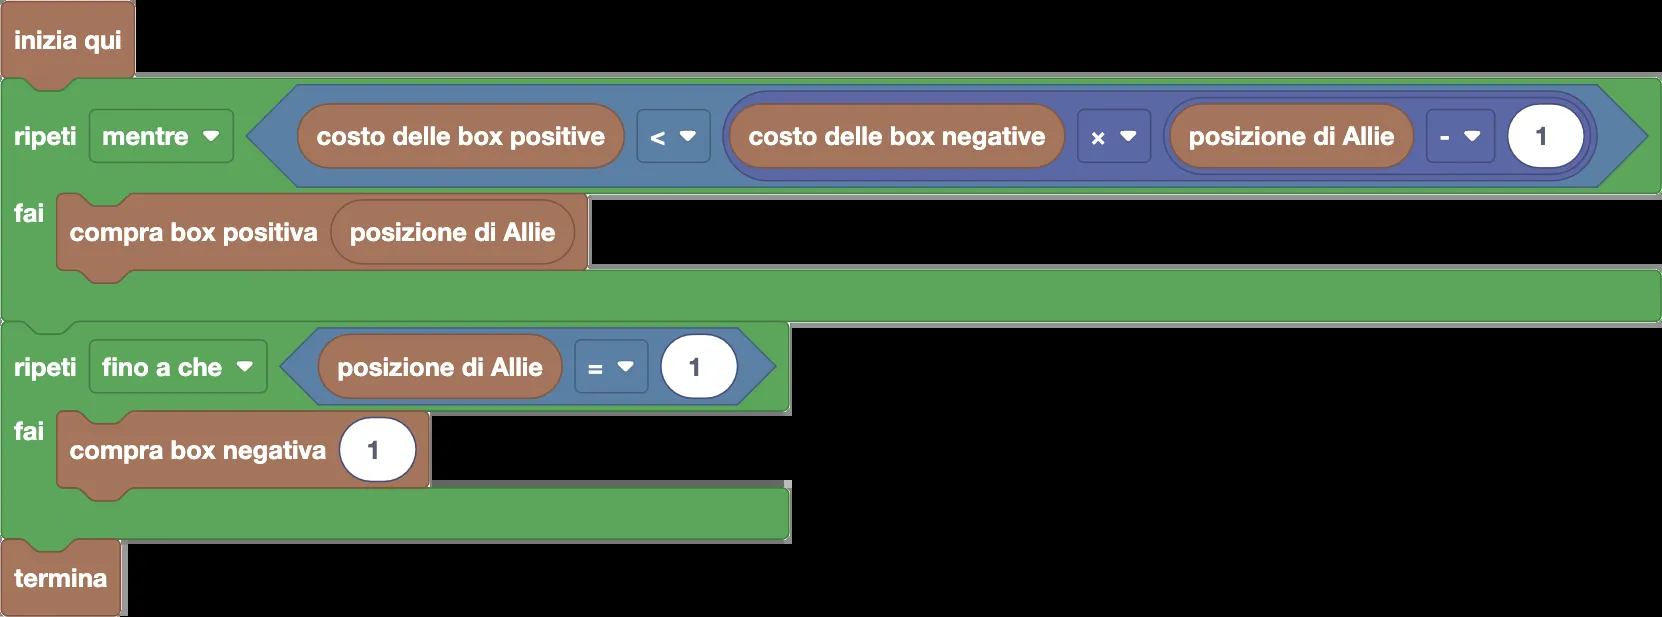 inizia qui
ripeti mentre costo delle box positive < costo delle box negative × posizione di Allie - 1
fai
compra box positiva posizione di Allie
ripeti fino a che posizione di Allie = 1
fai
compra box negativa 1
termina